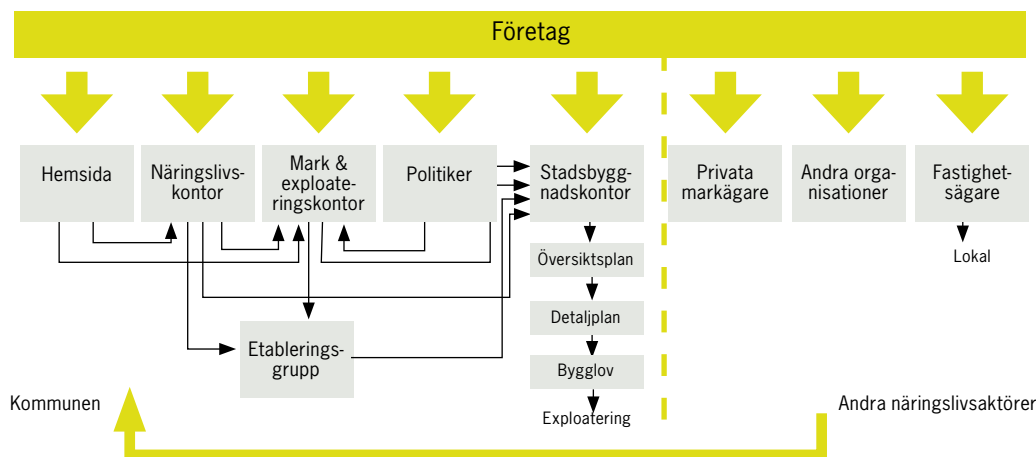 Företag
Hemsida
Näringslivs-
kontor
Mark &
exploate-
ringskontor
Politiker
Stadsbygg-
nadskontor
Privata
markägare
Andra orga-
nisationer
Fastighet-
sägare
Översiktsplan
Lokal
Detaljplan
Etablerings-
grupp
Bygglov
Kommunen
Exploatering
Andra näringslivsaktörer